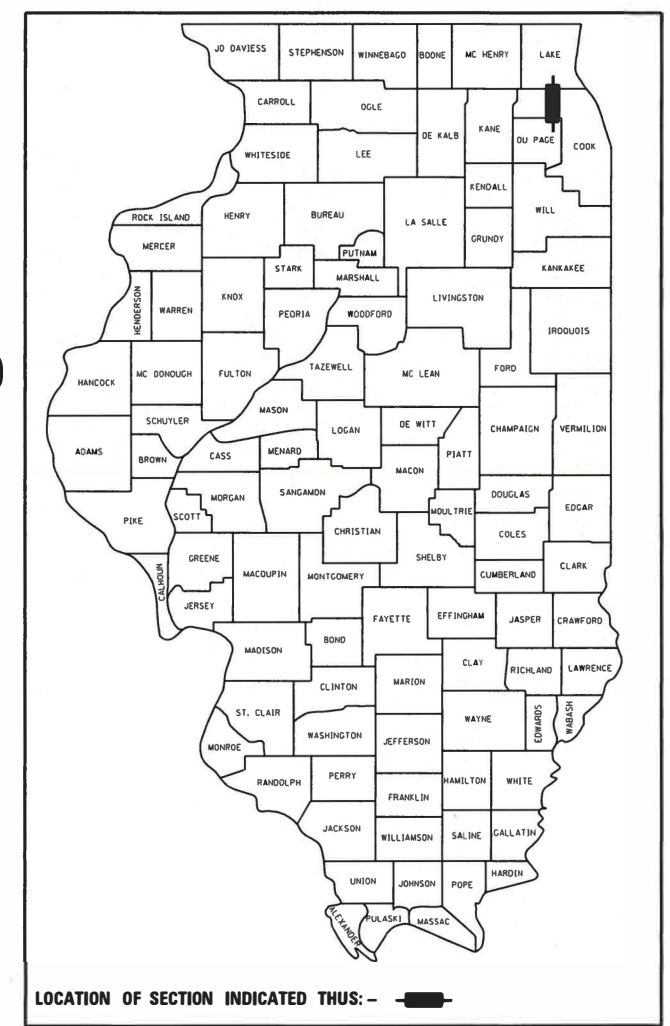 JO DAVIESS STEPHENSON WINNEBAGO BOONE MC HENRY LAKE
CARROLL OGLE DE KALB KANE DU PAGE COOK
WHITESIDE LEE
KENDALL WILL
ROCK ISLAND HENRY BUREAU LA SALLE GRUNDY
MERCER PUTNAM KANKAKEE
STARK MARSHALL
HENDERSON WARREN KNOX PEORIA WOODFORD LIVINGSTON IROQUOIS
HANCOCK MC DONOUGH FULTON TAZEWELL MC LEAN FORD
MASON
SCHUYLER LOGAN DE WITT CHAMPAIGN VERMILION
ADAMS BROWN CASS MENARD PIATT
MACON
MORGAN SANGAMON DOUGLAS EDGAR
PIKE SCOTT CHRISTIAN MOULTRIE COLES
GREENE MACOUPIN MONTGOMERY SHELBY CUMBERLAND CLARK
CALHOUN JERSEY
FAYETTE EFFINGHAM JASPER CRAWFORD
MADISON BOND
CLAY RICHLAND LAWRENCE
CLINTON MARION
ST. CLAIR WAYNE EDWARDS WABASH
WASHINGTON JEFFERSON
MONROE
RANDOLPH PERRY HAMILTON WHITE
FRANKLIN
JACKSON WILLIAMSON SALINE GALLATIN
UNION JOHNSON POPE HARDIN
ALEXANDER PULASKI MASSAC
LOCATION OF SECTION INDICATED THUS: –